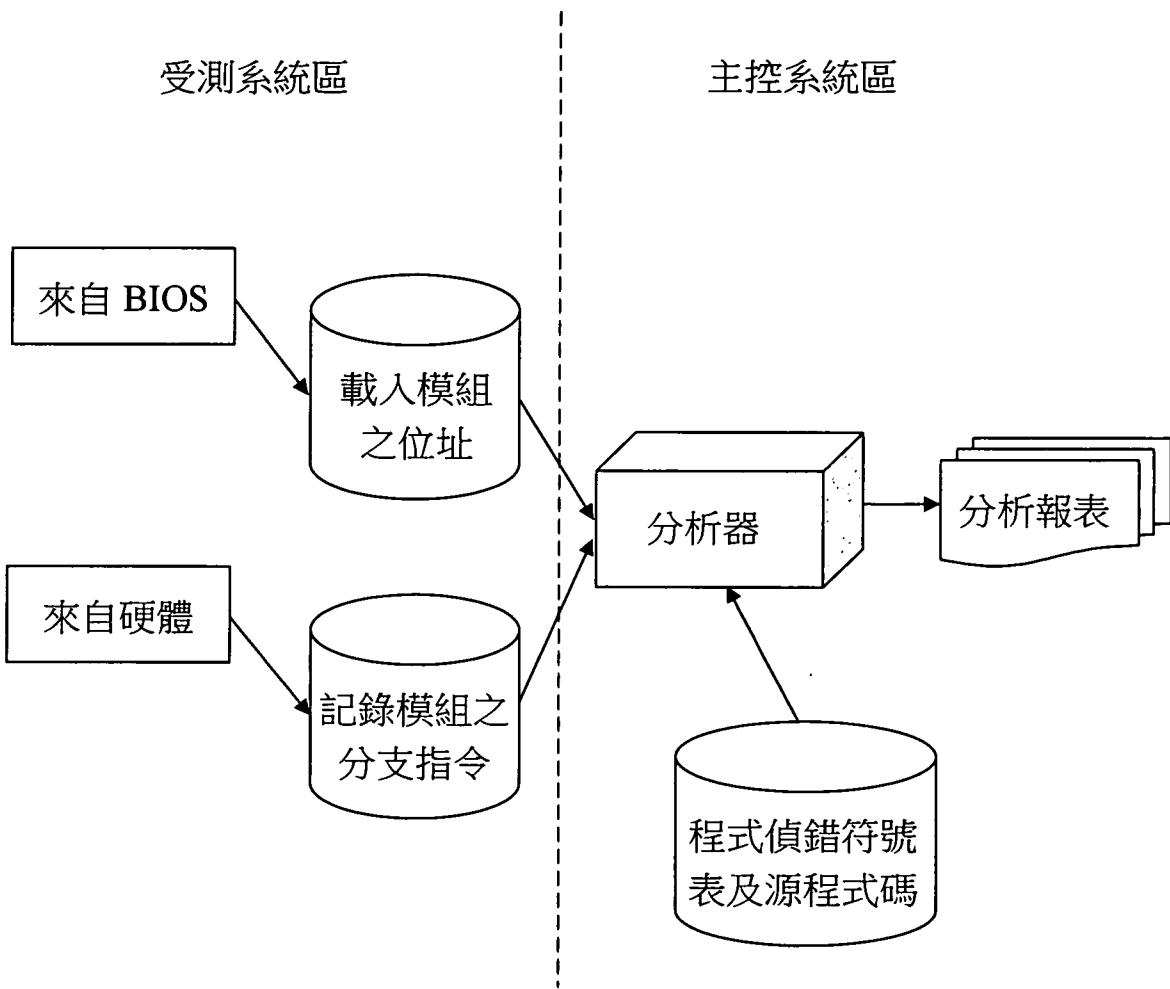 受測系統區
主控系統區
來自 BIOS
載入模組
之位址
分析器
分析報表
來自硬體
記錄模組之
分支指令
程式偵錯符號
表及源程式碼